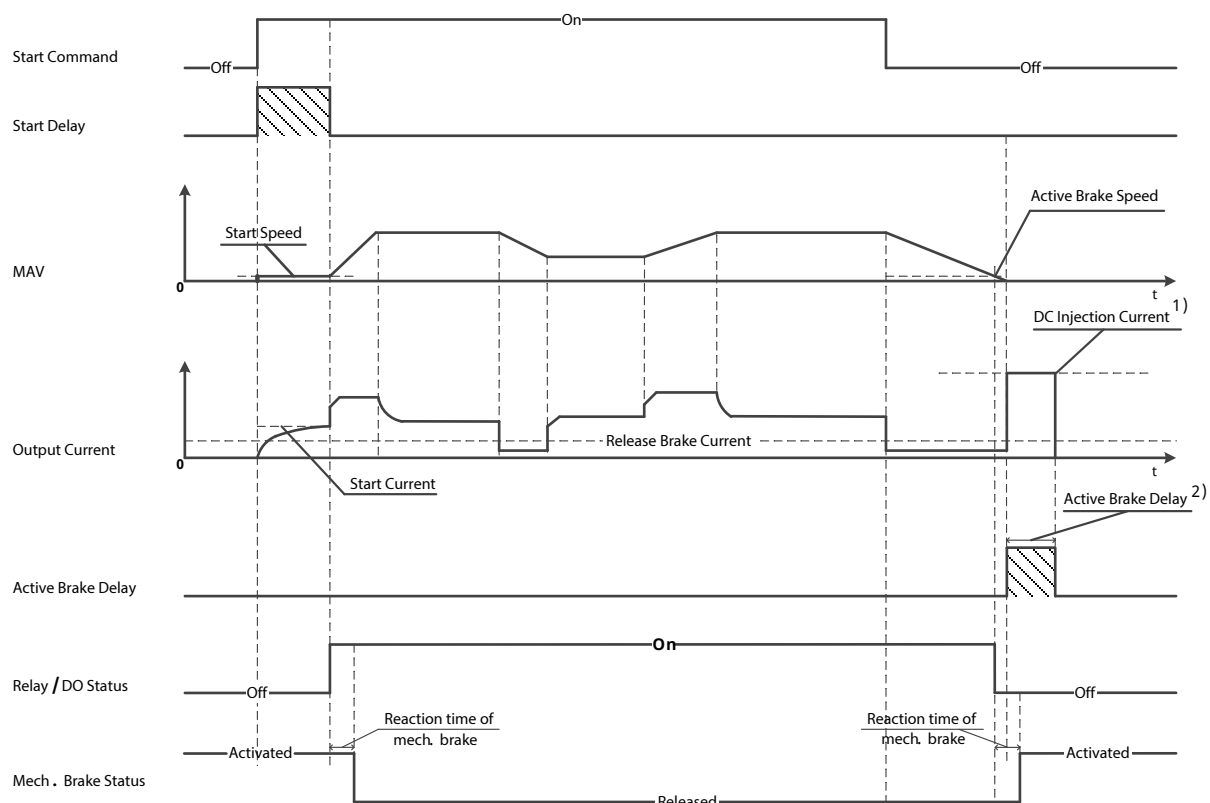 On
Start Command
Off
Off
Start Delay
Active Brake Speed
Start Speed
MAV
0
t
DC Injection Current 1)
Release Brake Current
Output Current
0
t
Start Current
Active Brake Delay 2)
Active Brake Delay
On
Relay / DO Status
Off
Off
Reaction time of
mech. brake
Reaction time of
mech. brake
Activated
Activated
Mech. Brake Status
Released